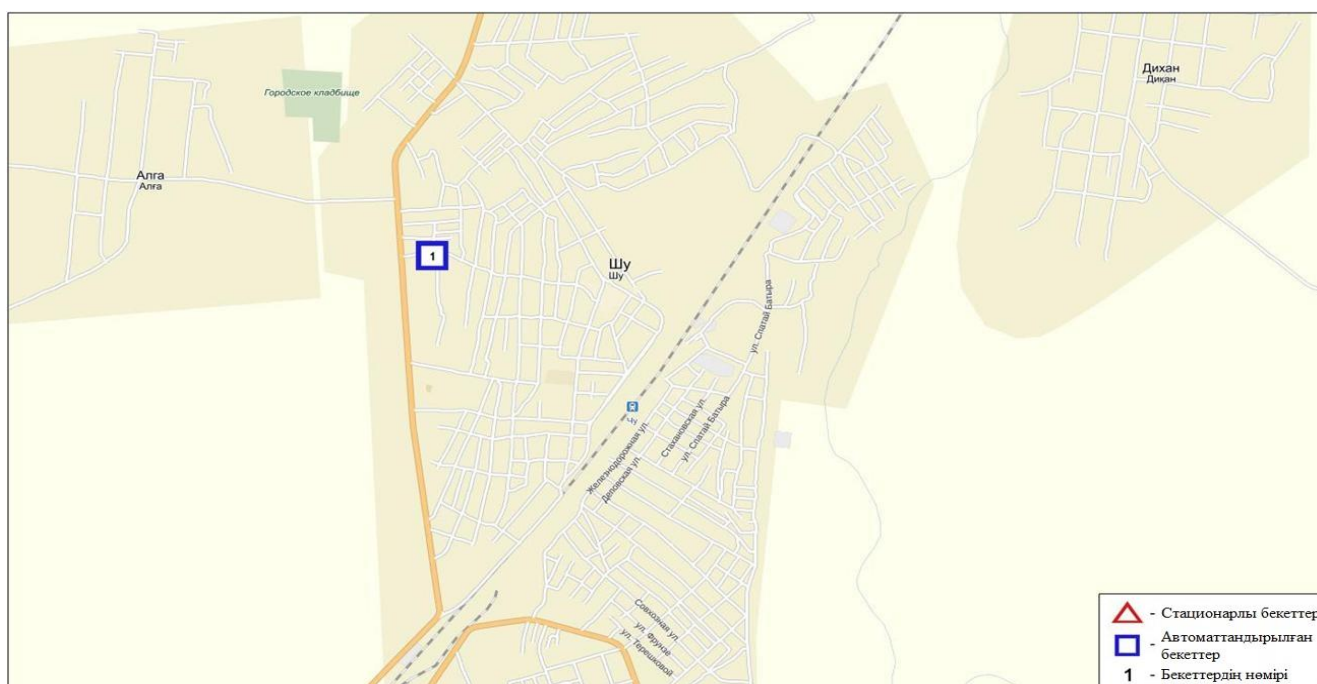 Дихан
Дикан
Городское кладбище
Алга
Алға
1
Шу
Шу
ул. Спатай Батыра
Стахановская ул.
ул. Спатай Батыра
Железнодорожная ул.
Деповская ул.
Совхозная ул.
ул. Фрунзе
ул. Терешковой
- Стационарлы бекеттер
- Автоматтандырылған
бекеттер
1 - Бекеттердің нөмірі